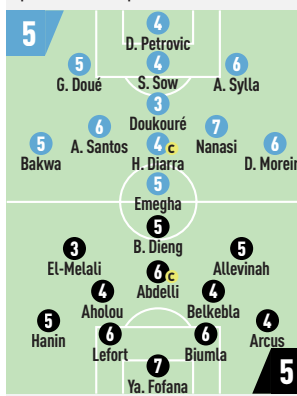 5
4
D. Petrovic
5 4 6
G. Doué S. Sow A. Sylla
3
Doukouré
5 6 4 c 7 6
Bakwa A. Santos H. Diarra Nanasi D. Morein
5
Emegha
5
B. Dieng
3 5
El-Melali Allevinah
6 c
Abdelli
4 4
Aholou Belkebla
5 4
Hanin Arcus
6 6
Lefort Biumla
7
Ya. Fofana
5